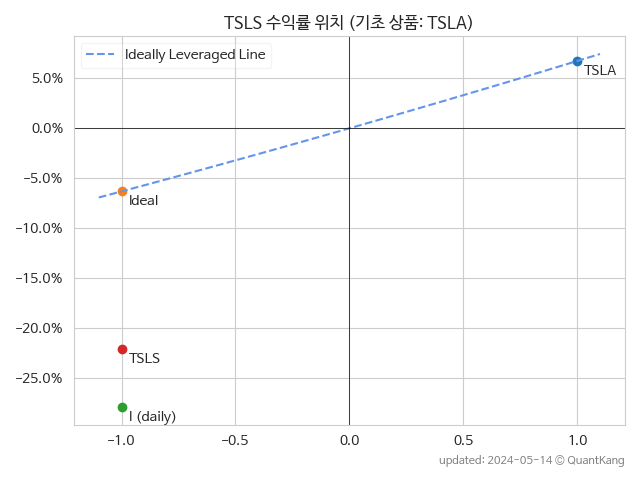 TSLS 수익률 위치 (기초 상품: TSLA)
Ideally Leveraged Line
5.0%
TSLA
0.0%
−5.0%
Ideal
−10.0%
−15.0%
−20.0%
TSLS
−25.0%
I (daily)
−1.0 −0.5 0.0 0.5 1.0
updated: 2024-05-14 © QuantKang